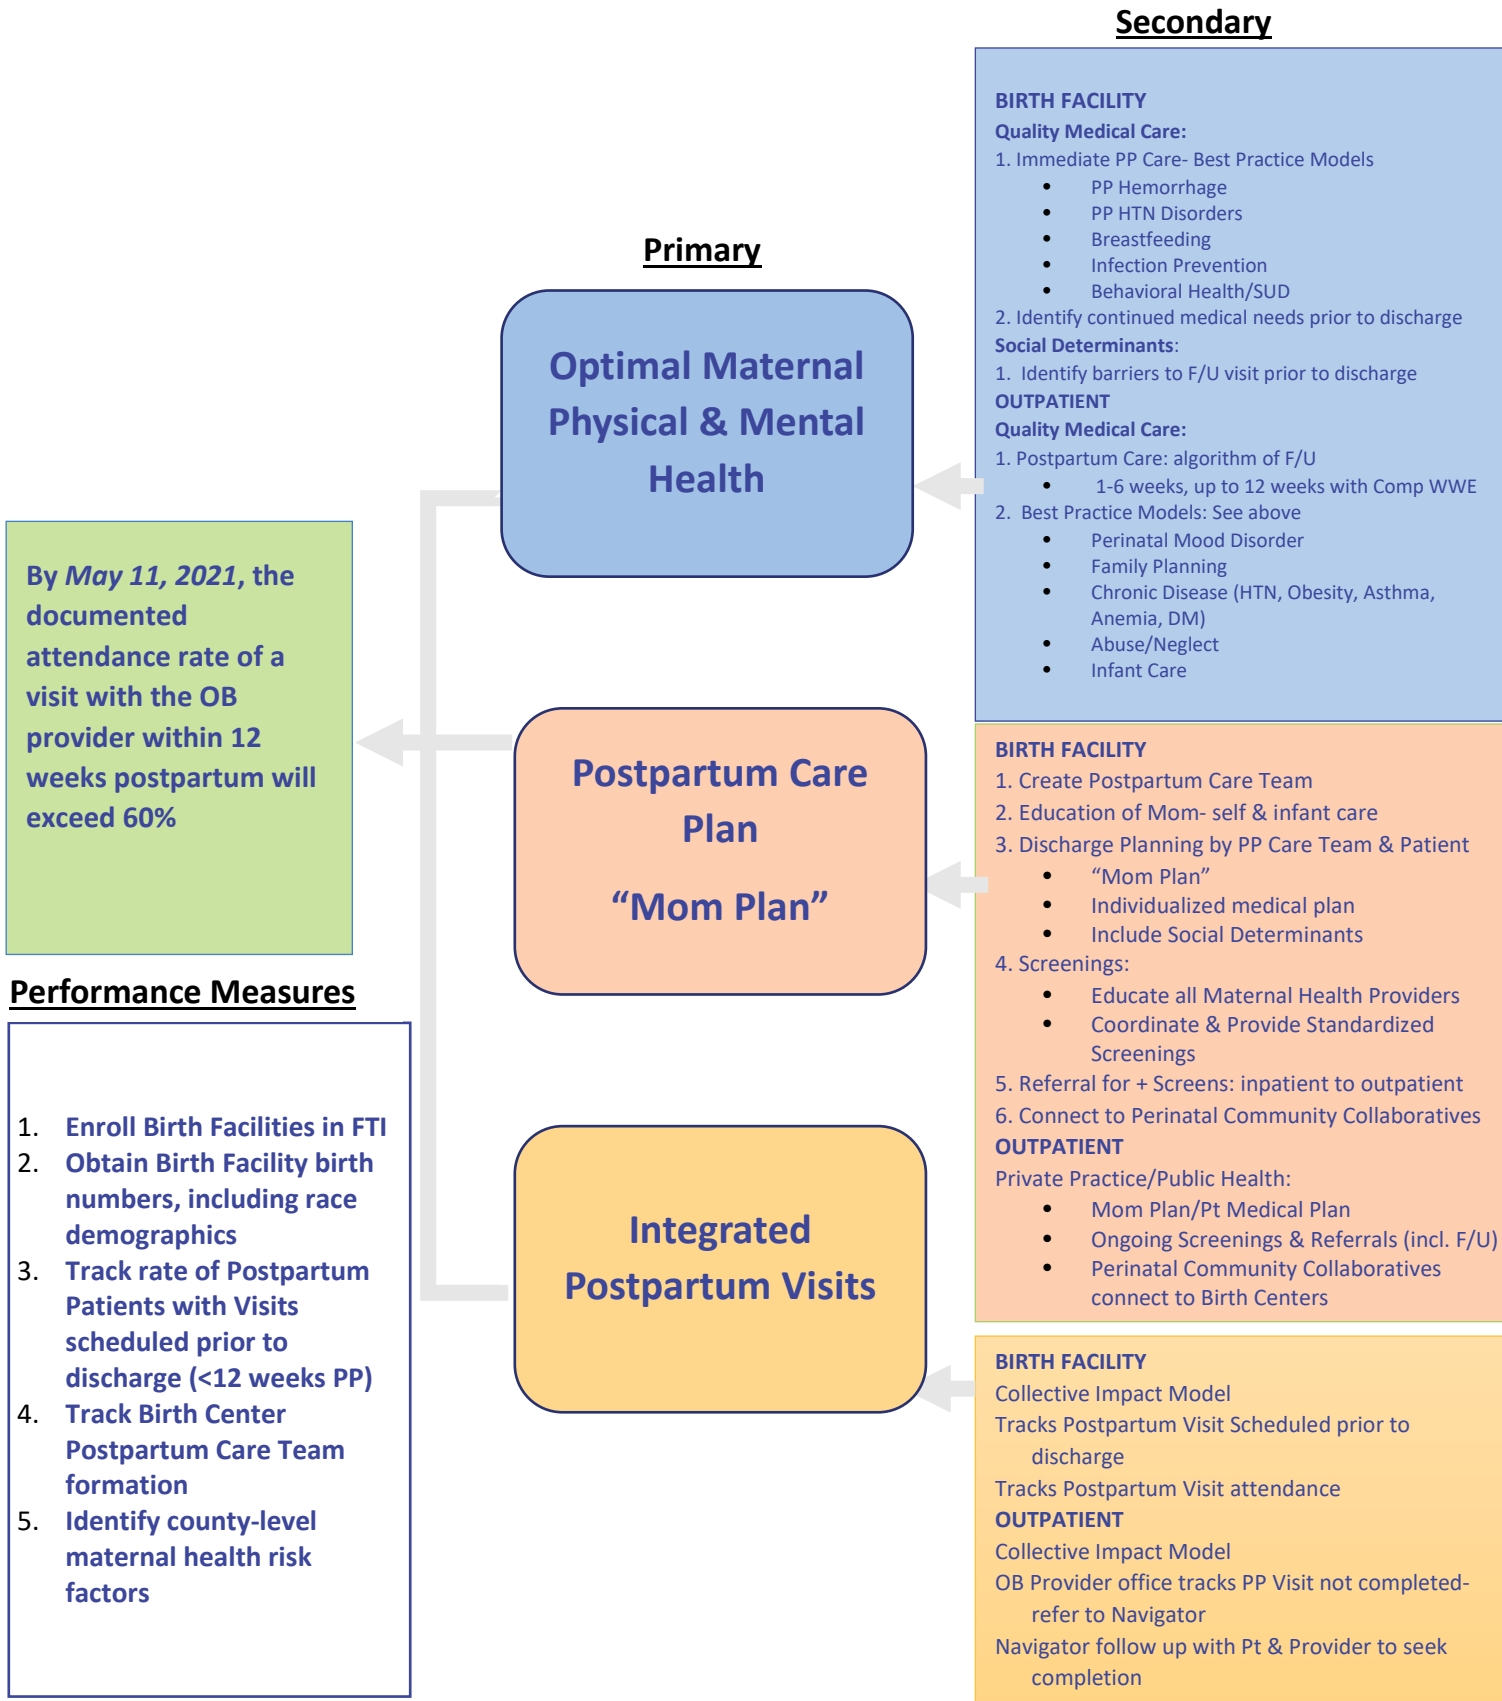 Secondary
BIRTH FACILITY
Quality Medical Care:
1. Immediate PP Care- Best Practice Models
• PP Hemorrhage
• PP HTN Disorders
• Breastfeeding
• Infection Prevention
• Behavioral Health/SUD
2. Identify continued medical needs prior to discharge
Social Determinants:
1. Identify barriers to F/U visit prior to discharge
OUTPATIENT
Quality Medical Care:
1. Postpartum Care: algorithm of F/U
• 1-6 weeks, up to 12 weeks with Comp WWE
2. Best Practice Models: See above
• Perinatal Mood Disorder
• Family Planning
• Chronic Disease (HTN, Obesity, Asthma,
Anemia, DM)
• Abuse/Neglect
• Infant Care
Primary
Optimal Maternal
Physical & Mental
Health
By May 11, 2021, the
documented
attendance rate of a
visit with the OB
provider within 12
weeks postpartum will
exceed 60%
Postpartum Care
Plan
“Mom Plan”
BIRTH FACILITY
1. Create Postpartum Care Team
2. Education of Mom- self & infant care
3. Discharge Planning by PP Care Team & Patient
• “Mom Plan”
• Individualized medical plan
• Include Social Determinants
4. Screenings:
• Educate all Maternal Health Providers
• Coordinate & Provide Standardized
Screenings
5. Referral for + Screens: inpatient to outpatient
6. Connect to Perinatal Community Collaboratives
OUTPATIENT
Private Practice/Public Health:
• Mom Plan/Pt Medical Plan
• Ongoing Screenings & Referrals (incl. F/U)
• Perinatal Community Collaboratives
connect to Birth Centers
Performance Measures
1. Enroll Birth Facilities in FTI
2. Obtain Birth Facility birth
numbers, including race
demographics
3. Track rate of Postpartum
Patients with Visits
scheduled prior to
discharge (<12 weeks PP)
4. Track Birth Center
Postpartum Care Team
formation
5. Identify county-level
maternal health risk
factors
Integrated
Postpartum Visits
BIRTH FACILITY
Collective Impact Model
Tracks Postpartum Visit Scheduled prior to
discharge
Tracks Postpartum Visit attendance
OUTPATIENT
Collective Impact Model
OB Provider office tracks PP Visit not completed-
refer to Navigator
Navigator follow up with Pt & Provider to seek
completion